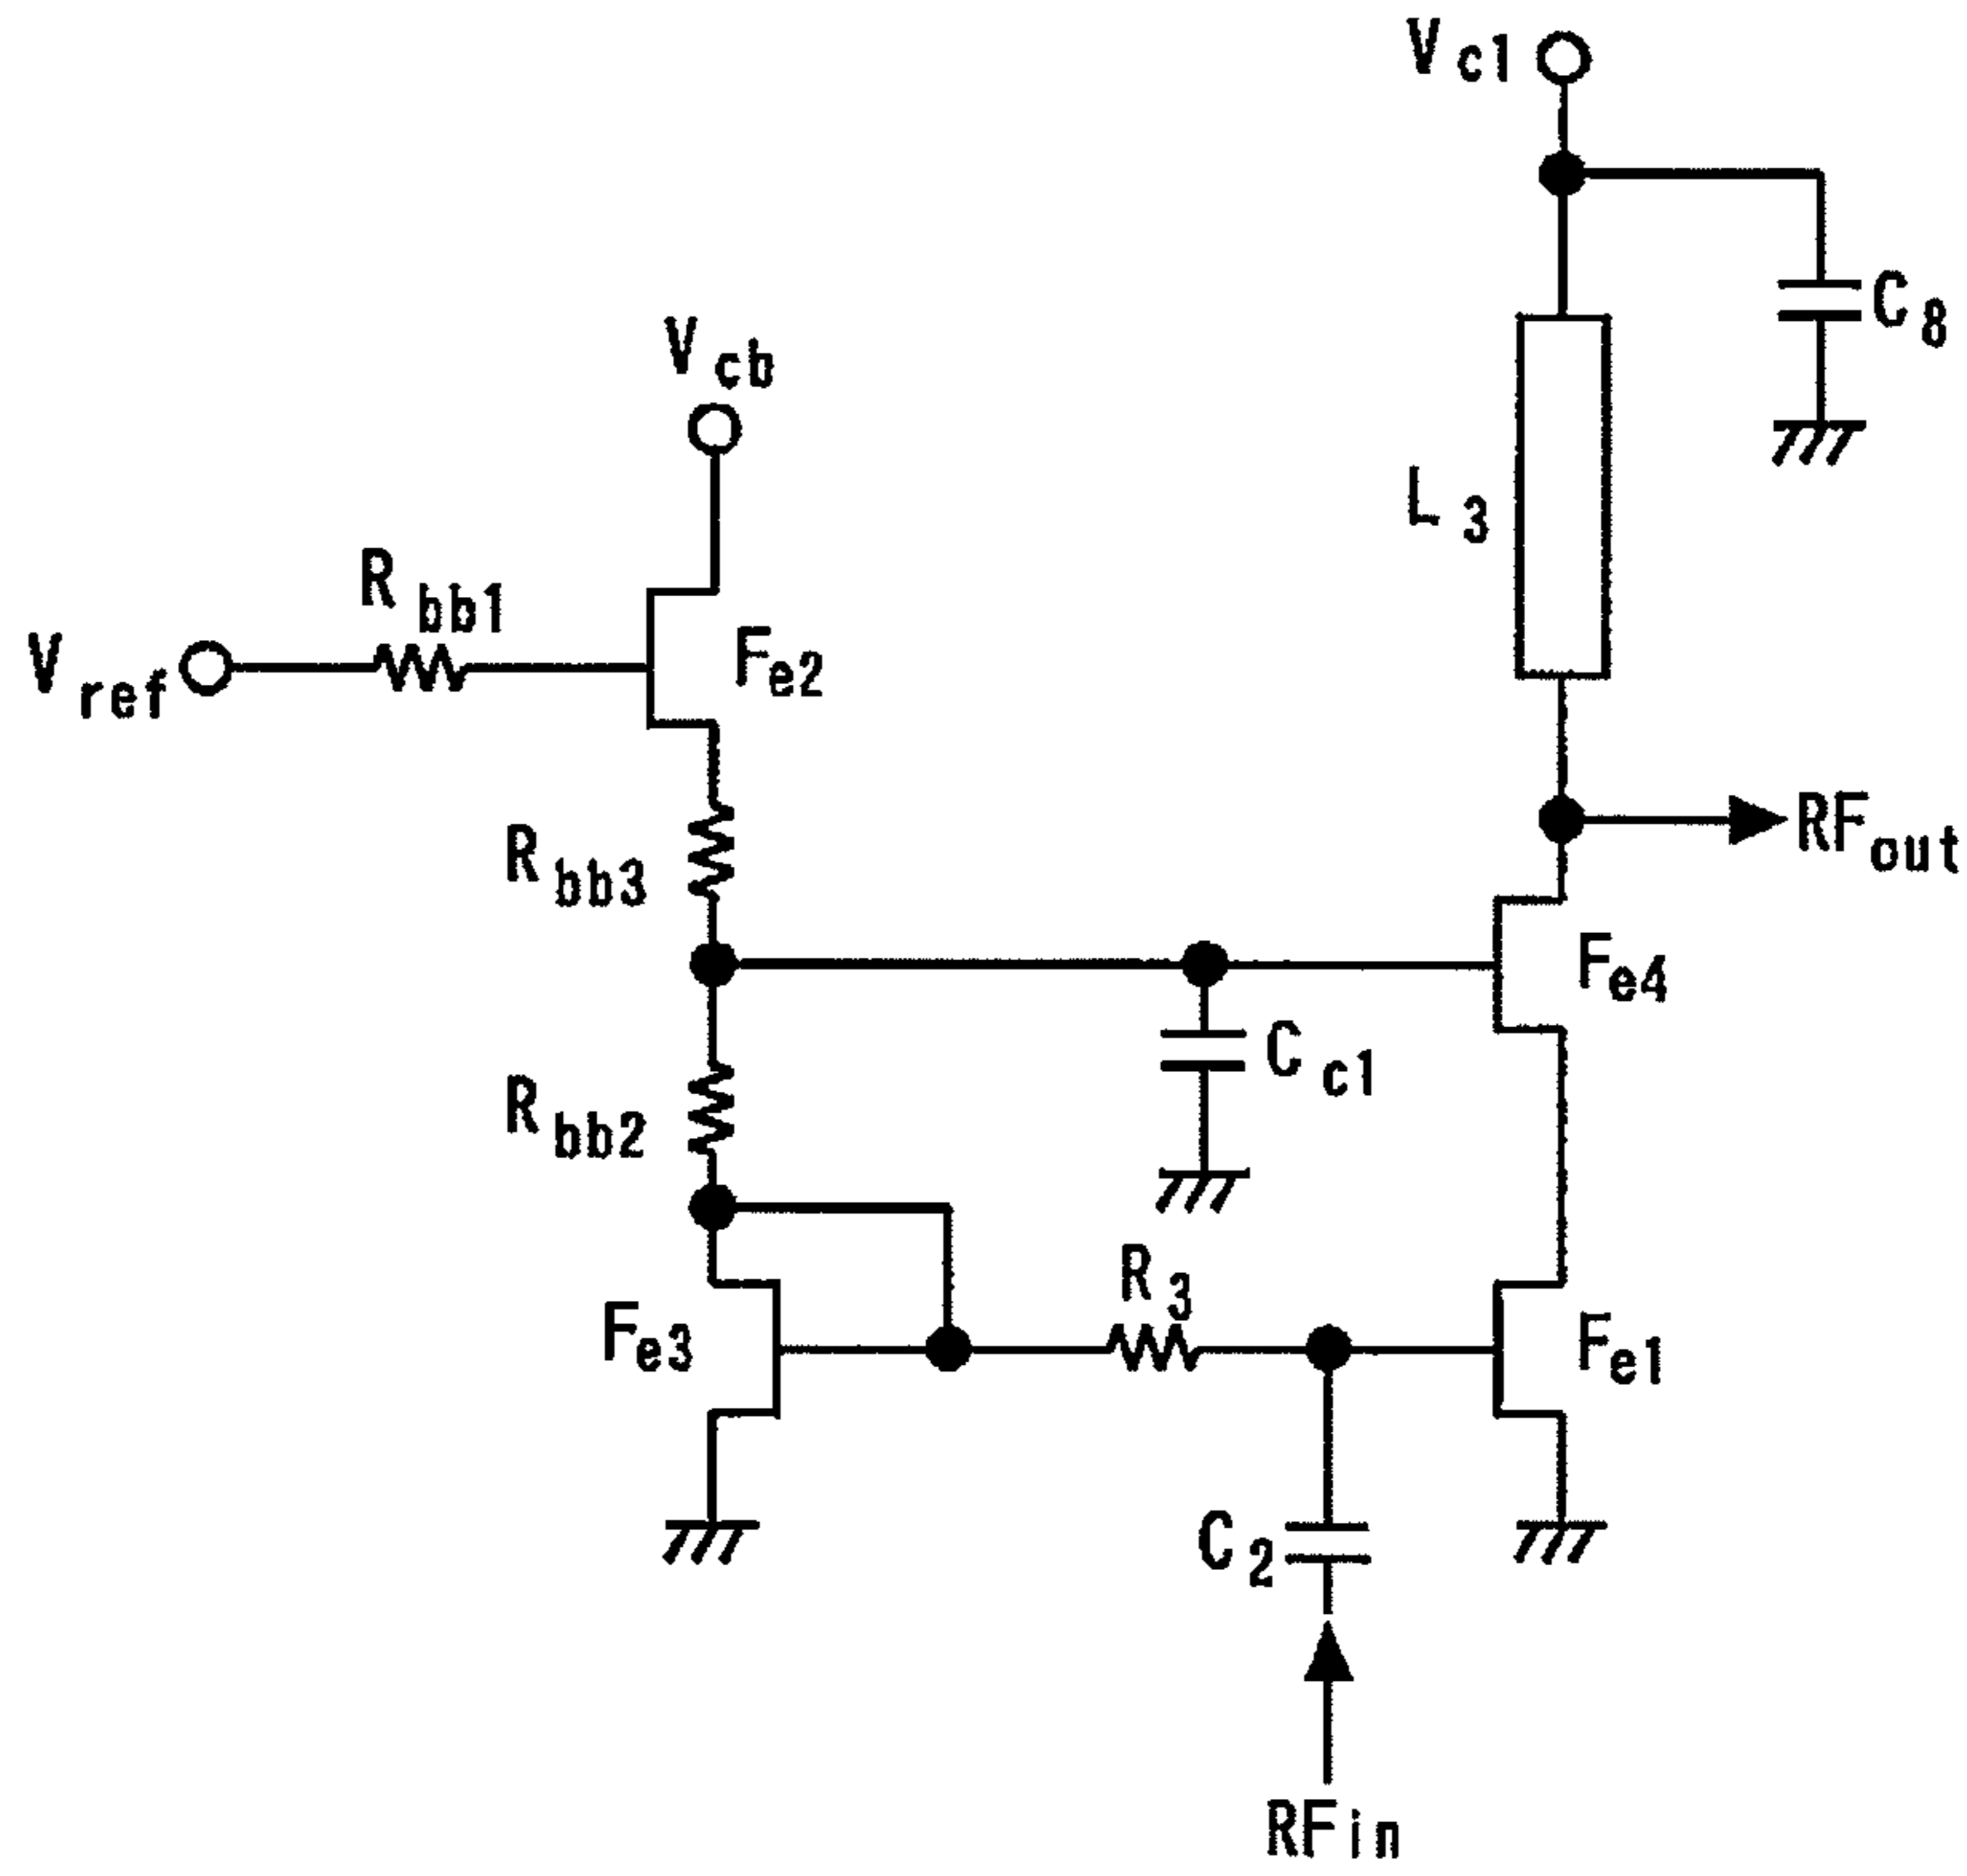 Vc1
C8
Vcb
L3
Rbb1
Vref
Fe2
Rbb3
RFout
Fe4
Cc1
Rbb2
R3
Fe3
Fe1
C2
RFin